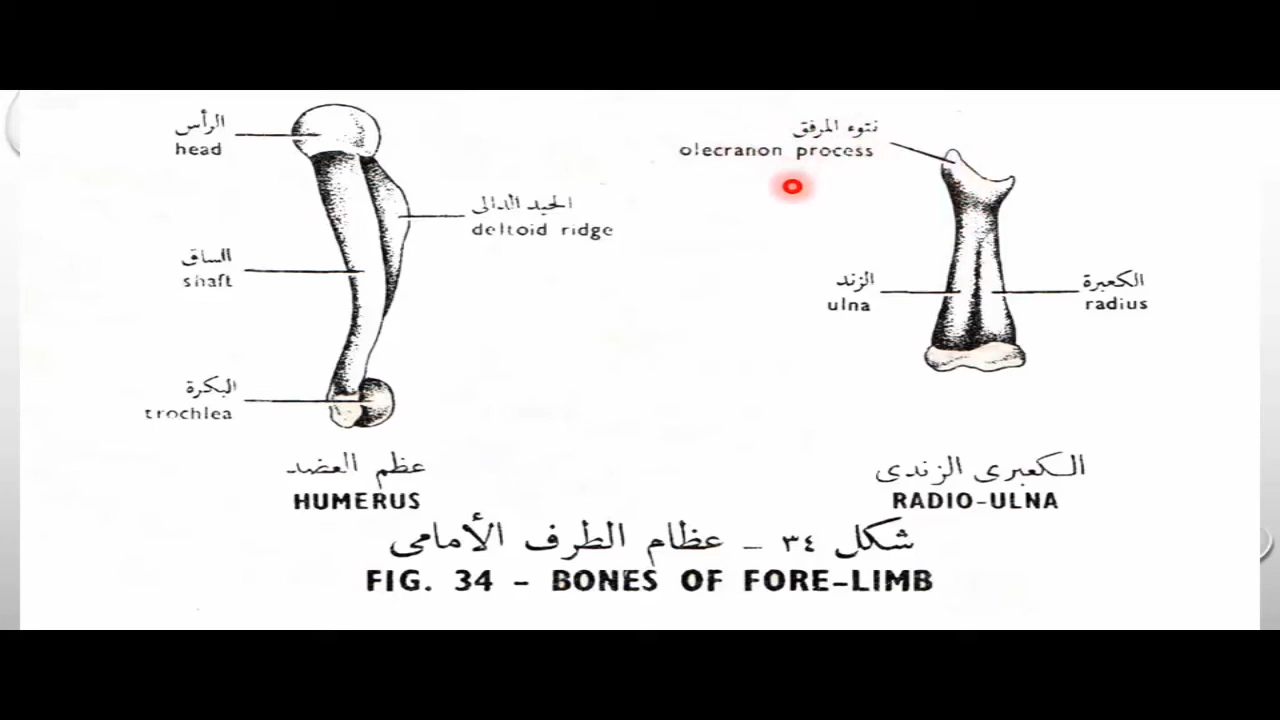 الرأس
head
الحيد الدالى
deltoid ridge
الساق
shaft
البكرة
trochlea
عظم العضد
HUMERUS
نتوء المرفق
olecranon process
الزند
ulna
الكعبرة
radius
الكعبرى الزندى
RADIO-ULNA
شكل ٣٤ - عظام الطرف الأمامى
FIG. 34 - BONES OF FORE-LIMB